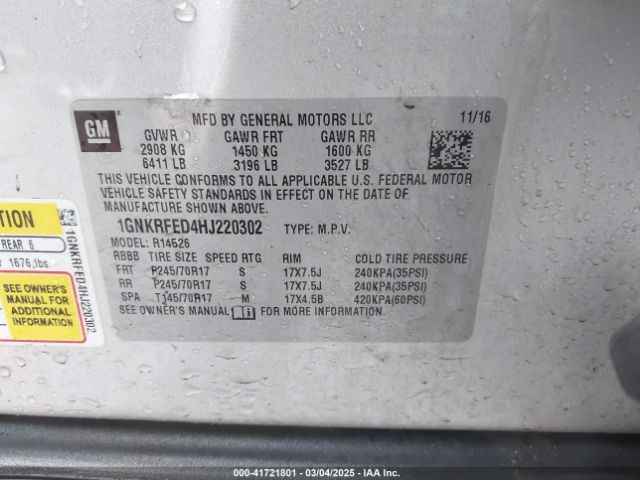 GM
MFD BY GENERAL MOTORS LLC 11/16
GVWR GAWR FRT GAWR RR
2908 KG 1450 KG 1600 KG
6411 LB 3196 LB 3527 LB
THIS VEHICLE CONFORMS TO ALL APPLICABLE U.S. FEDERAL MOTOR
VEHICLE SAFETY STANDARDS IN EFFECT ON THE DATE OF
MANUFACTURE SHOWN ABOVE.
1GNKRFED4HJ220302 TYPE: M.P.V.
MODEL: R14526
RBBB TIRE SIZE SPEED RTG RIM COLD TIRE PRESSURE
FRT P245/70R17 S 17X7.5J 240KPA(35PSI)
RR P245/70R17 S 17X7.5J 240KPA(35PSI)
SPA T145/70R17 M 17X4.5B 420KPA(60PSI)
SEE OWNER'S MANUAL i FOR MORE INFORMATION.
REAR 6
1676 lbs.
SEE OWNER'S
MANUAL FOR
ADDITIONAL
INFORMATION
1GNKRFED4HJ220302
000-41721801 - 03/04/2025 - IAA, Inc.